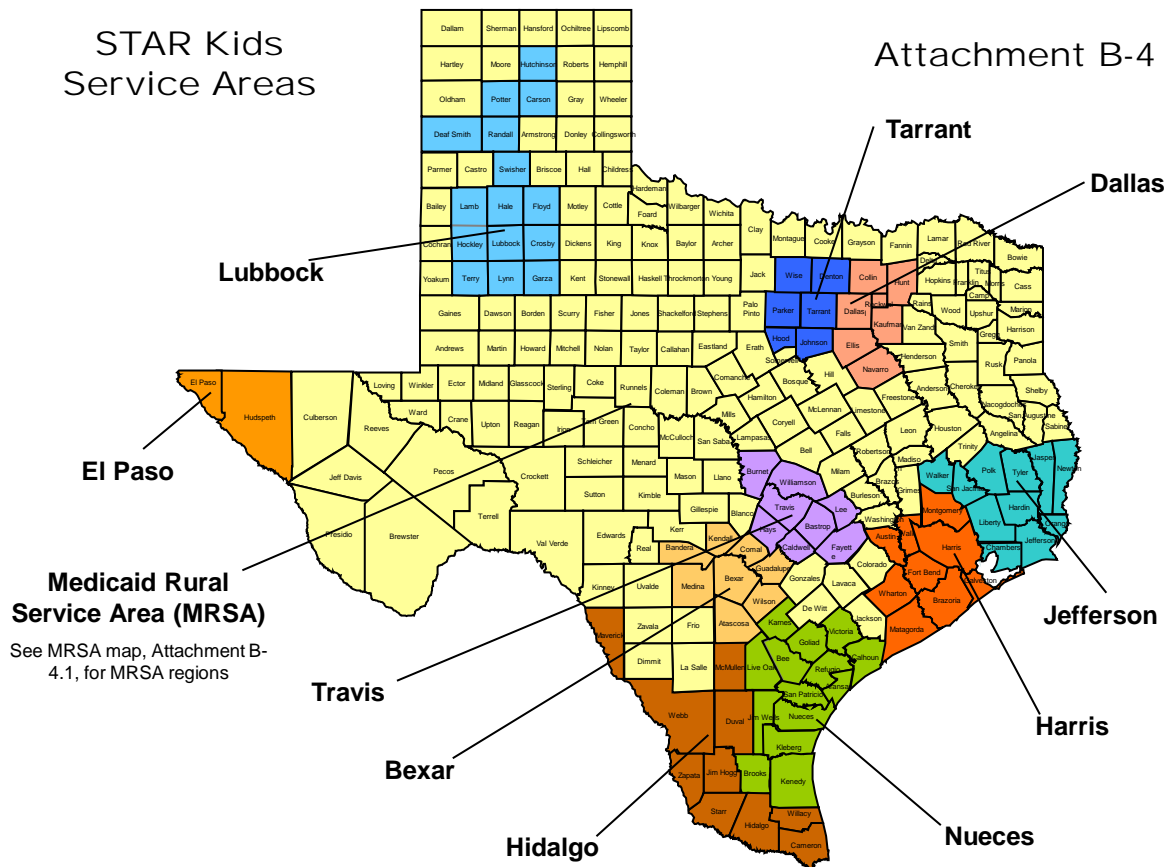 STAR Kids
Service Areas
Attachment B-4
Tarrant
Dallas
Lubbock
El Paso
Medicaid Rural
Service Area (MRSA)
See MRSA map, Attachment B-
4.1, for MRSA regions
Travis
Bexar
Hidalgo
Nueces
Harris
Jefferson
Dallam Sherman Hansford Ochiltree Lipscomb
Hartley Moore Hutchinson Roberts Hemphill
Oldham Potter Carson Gray Wheeler
Deaf Smith Randall Armstrong Donley Collingsworth
Parmer Castro Swisher Briscoe Hall Childress
Hardeman
Bailey Lamb Hale Floyd Motley Cottle Foard Wilbarger Wichita
Clay Montague Cooke Grayson Fannin Lamar Red River Bowie
Cochran Hockley Lubbock Crosby Dickens King Knox Baylor Archer
Delta Titus Morris Cass
Yoakum Terry Lynn Garza Kent Stonewall Haskell Throckmorton Young Jack Wise Denton Collin Hunt Hopkins Franklin Camp
Rockwall Rains Wood Upshur Marion
Gaines Dawson Borden Scurry Fisher Jones Shackelford Stephens Palo
Pinto Parker Tarrant Dallas Kaufman Van Zand Gregg Harrison
Andrews Martin Howard Mitchell Nolan Taylor Callahan Eastland Erath Hood Johnson Ellis Henderson Smith Rusk Panola
Somervell Navarro
El Paso Hudspeth Culberson Loving Winkler Ector Midland Glasscock Sterling Coke Runnels Coleman Brown Comanche Bosque Hill Freestone Anderson Cherokee Shelby
Reeves Ward Crane Upton Reagan Irion Tom Green Concho McCulloch San Saba Mills Hamilton Coryell McLennan Limestone Nacogdoches San Augustine Sabine
Lampasas Bell Falls Leon Houston Angelina Trinity
Jeff Davis Pecos Crockett Schleicher Menard Mason Llano Burnet Williamson Milam Robertson Madiso
Brazos Grimes Walker San Jacinto Polk Tyler Jasper Newton
Presidio Brewster Terrell Sutton Kimble Gillespie Blanco Travis Lee Burleson Washington Montgomery Liberty Hardin Orange
Val Verde Edwards Kerr Real Bandera Kendall Comal Hays Bastrop Caldwell Fayett
e Austin Wall Harris Chambers Jefferson
Kinney Uvalde Medina Bexar Guadalupe Gonzales Lavaca Colorado Fort Bend Galveston
Wharton Brazoria Matagorda
Maverick Zavala Frio Atascosa Wilson Karnes De Witt Jackson Victoria Calhoun
Dimmit La Salle McMullen Live Oak Bee Goliad Refugio Aransas
San Patricio
Webb Duval Jim Wells Nueces
Kleberg
Zapata Jim Hogg Brooks Kenedy
Starr Hidalgo Willacy
Cameron